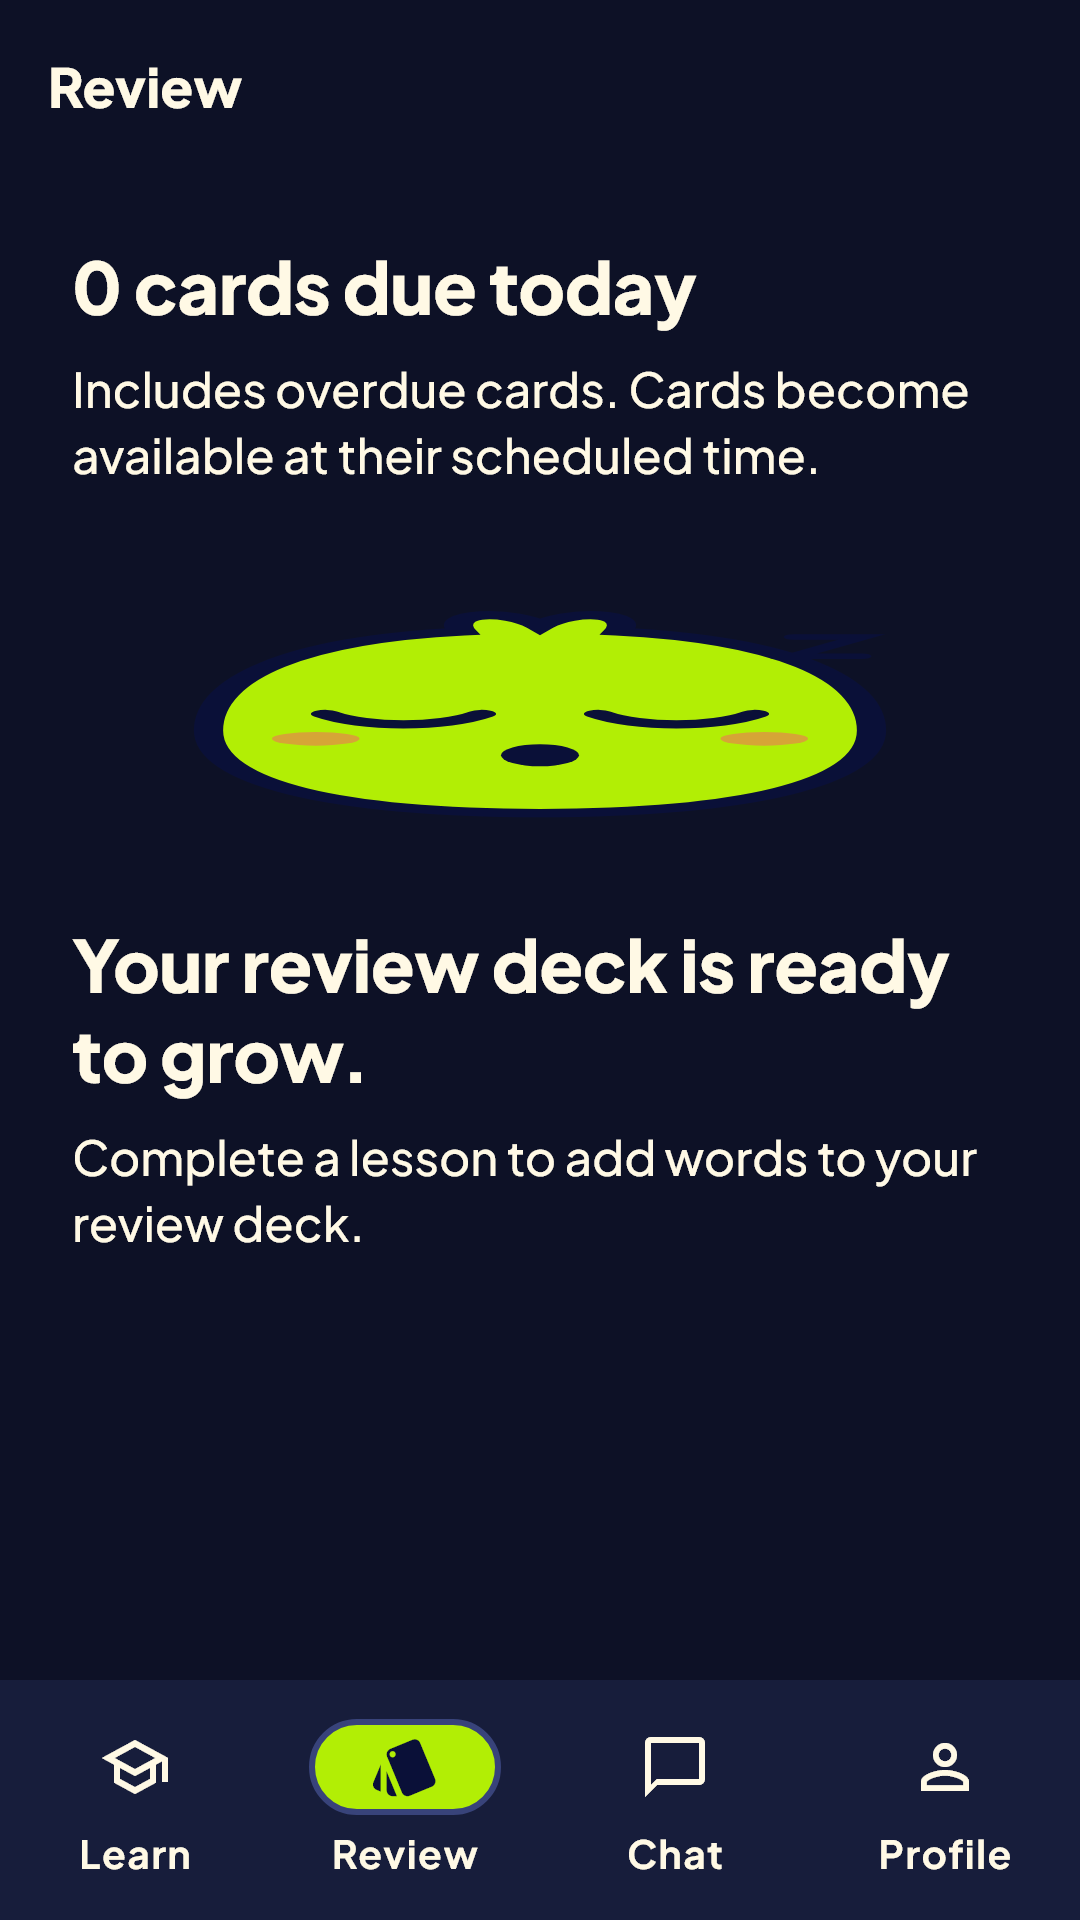 Review
0 cards due today
Includes overdue cards. Cards become
available at their scheduled time.
Your review deck is ready
to grow.
Complete a lesson to add words to your
review deck.
Learn
Review
Chat
Profile